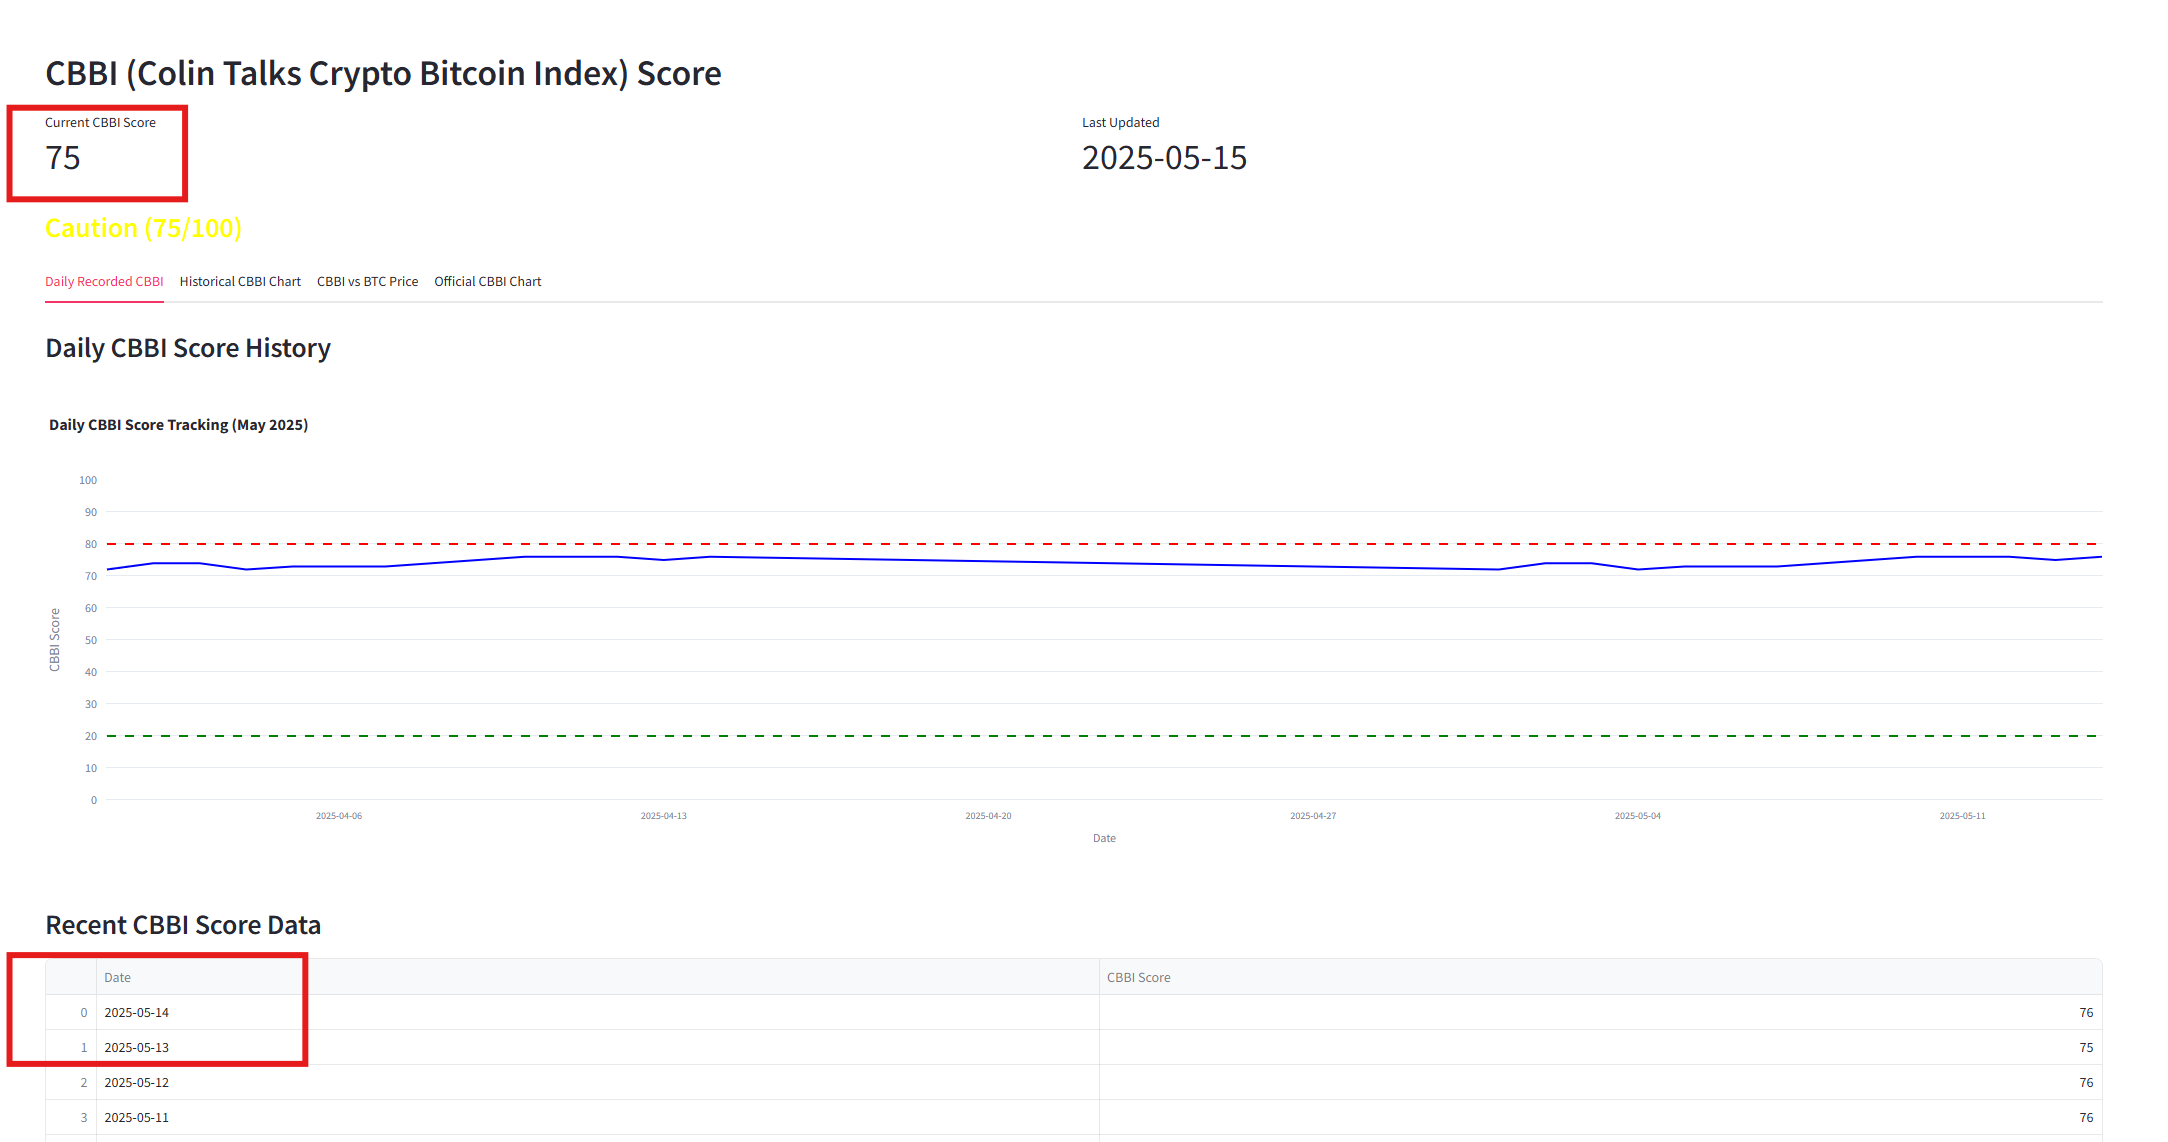 CBBI (Colin Talks Crypto Bitcoin Index) Score
Current CBBI Score
75
Last Updated
2025-05-15
Caution (75/100)
Daily Recorded CBBI Historical CBBI Chart CBBI vs BTC Price Official CBBI Chart
Daily CBBI Score History
Daily CBBI Score Tracking (May 2025)
100
90
80
70
60
50
40
30
20
10
0
CBBI Score
2025-04-06 2025-04-13 2025-04-20 2025-04-27 2025-05-04 2025-05-11
Date
Recent CBBI Score Data
Date CBBI Score
0 2025-05-14 76
1 2025-05-13 75
2 2025-05-12 76
3 2025-05-11 76